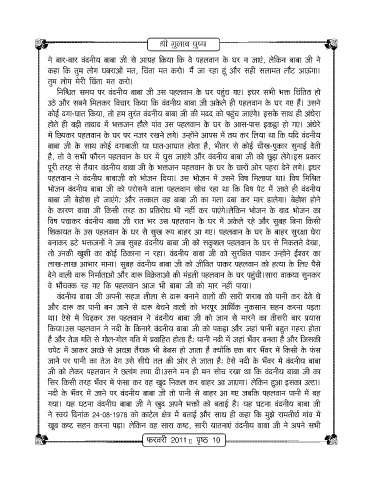 श्री गुलाब पुष्प
ने बार-बार वंदनीय बाबा जी से आग्रह किया कि वे पहलवान के घर न जाएं, लेकिन बाबा जी ने
कहा कि तुम लोग घबराओ मत, चिंता मत करो। मैं जा रहा हूं और सही सलामत लौट आऊंगा।
तुम लोग मेरी चिंता मत करो।
निश्चित समय पर वंदनीय बाबा जी उस पहलवान के घर पहुंच गए। इधर सभी भक्त चिंतित हो
उठे और सबने मिलकर विचार किया कि वंदनीय बाबा जी अकेले ही पहलवान के घर गए हैं। उसने
कोई दगा-घात किया, तो हम तुरंत वंदनीय बाबा जी की मदद को पहुंच जाएंगे। इसके साथ ही अंधेरा
होते ही बड़ी तादाद में भक्तजन हौले पांव उस पहलवान के घर के आस-पास इकट्ठा हो गए। अंधेरे
में छिपकर पहलवान के घर पर नजर रखने लगे। उन्होंने आपस में तय कर लिया था कि यदि वंदनीय
बाबा जी के साथ कोई दगाबाजी या घात-आघात होता है, भीतर से कोई चीख-पुकार सुनाई देती
है, तो वे सभी फौरन पहलवान के घर में घुस जाएंगे और वंदनीय बाबा जी को छुड़ा लेंगे।इस प्रकार
पूरी तरह से तैयार वंदनीय बाबा जी के भक्तजन पहलवान के घर के चारों ओर पहरा देने लगे। इधर
पहलवान ने वंदनीय बाबाजी को भोजन दिया। उस भोजन में उसने विष मिलाया था। विष मिश्रित
भोजन वंदनीय बाबा जी को परोसने वाला पहलवान सोच रहा था कि विष पेट में जाते ही वंदनीय
बाबा जी बेहोश हो जाएंगे। और तत्काल वह बाबा जी का गला दबा कर मार डालेगा। बेहोश होने
के कारण बाबा जी किसी तरह का प्रतिरोध भी नहीं कर पाएंगे।लेकिन भोजन के बाद भोजन का
विष पचाकर वंदनीय बाबा जी रात भर उस पहलवान के घर में अकेले रहे और सुबह बिना किसी
शिकायत के उस पहलवान के घर से सुख रूप बाहर आ गए। पहलवान के घर के बाहर सुरक्षा घेरा
बनाकर डटे भक्तजनों ने जब सुबह वंदनीय बाबा जी को सकुशल पहलवान के घर से निकलते देखा,
तो उनकी खुशी का कोई ठिकाना न रहा। वंदनीय बाबा जी को सुरक्षित पाकर उन्होंने ईश्वर का
लाख-लाख आभार माना। सुबह वंदनीय बाबा जी को जीवित पाकर पहलवान को हत्या के लिए पैसे
देने वाली दारू निर्माताओं और दारू विक्रेताओं की मंडली पहलवान के घर पहुंची।सारा वाकया सुनकर
वे भौंचक्क रह गए कि पहलवान आज भी बाबा जी को मार नहीं पाया।
वंदनीय बाबा जी अपनी सहज लीला से दारू बनाने वालों की सारी शराब को पानी कर देते थे
और दारू का पानी बन जाने से दारू बेचने वालों को भरपूर आर्थिक नुकसान सहन करना पड़ता
था। ऐसे में चिढ़कर उस पहलवान ने वंदनीय बाबा जी को जान से मारने का तीसरी बार प्रयास
किया।उस पहलवान ने नदी के किनारे वंदनीय बाबा जी को पकड़ा और जहां पानी बहुत गहरा होता
है और तेज गति से गोल-गोल गति में प्रवाहित होता है: यानी नदी में जहां भँवर बनता है और जिसकी
चपेट में आकर अच्छे से अच्छा तैराक भी बेबस हो जाता है क्योंकि एक बार भँवर में किसी के फंस
जाने पर पानी का तेज वेग उसे सीधे तल की ओर ले जाता है: ऐसे नदी के भँवर में वंदनीय बाबा
जी को लेकर पहलवान ने छलांग लगा दी।उसने मन ही मन सोच रखा था कि वंदनीय बाबा जी का
सिर किसी तरह भँवर में फंसा कर वह खुद निकल कर बाहर आ जाएगा। लेकिन हुआ इसका उल्टा।
नदी के भँवर में जाने पर वंदनीय बाबा जी तो पानी से बाहर आ गए जबकि पहलवान पानी में बह
गया। यह घटना वंदनीय बाबा जी ने खुद अपने भक्तों को बताई है। यह घटना वंदनीय बाबा जी
ने स्वयं दिनांक 24-08-1976 को काटेल क्षेत्र में बताई और साथ ही कहा कि मुझे रामतीर्थ गांव में
खूब कष्ट सहन करना पड़ा। लेकिन वह सारा कष्ट, सारी यातनाएं वंदनीय बाबा जी ने अपने सभी
फरवरी 2011 □ पृष्ठ 10